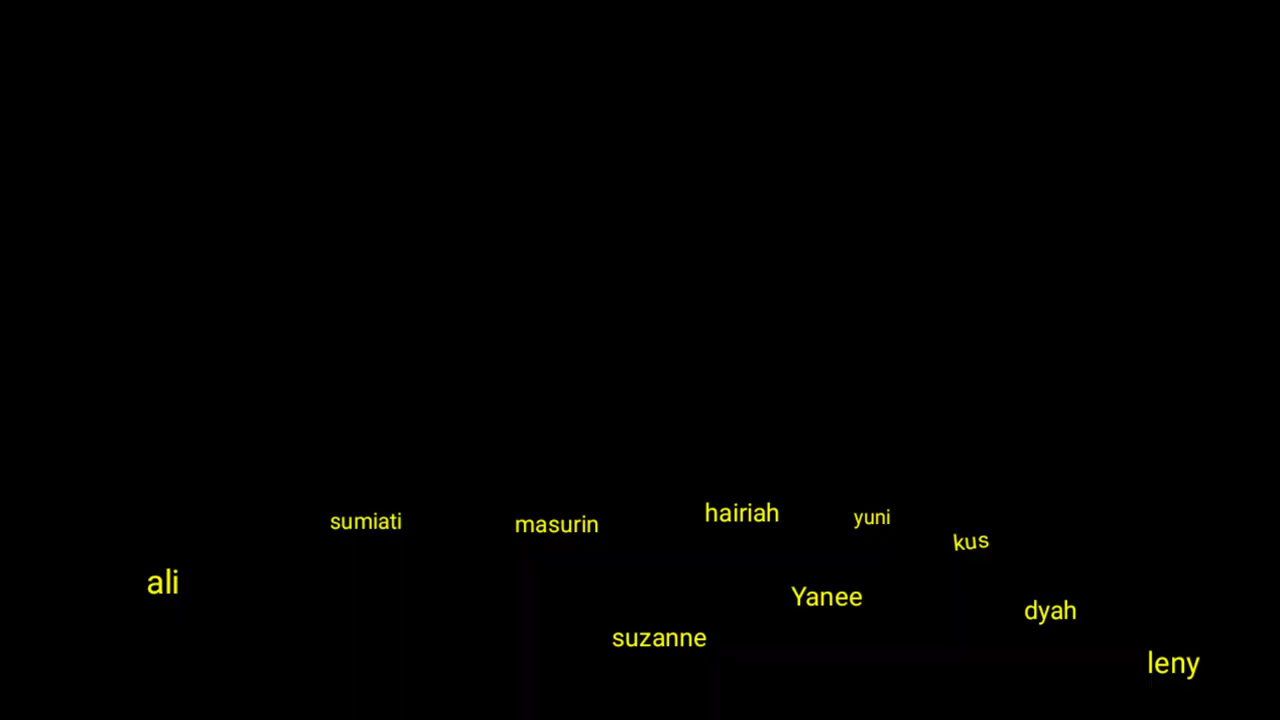 sumiati
masurin
hairiah
yuni
kus
ali
Yanee
dyah
suzanne
leny